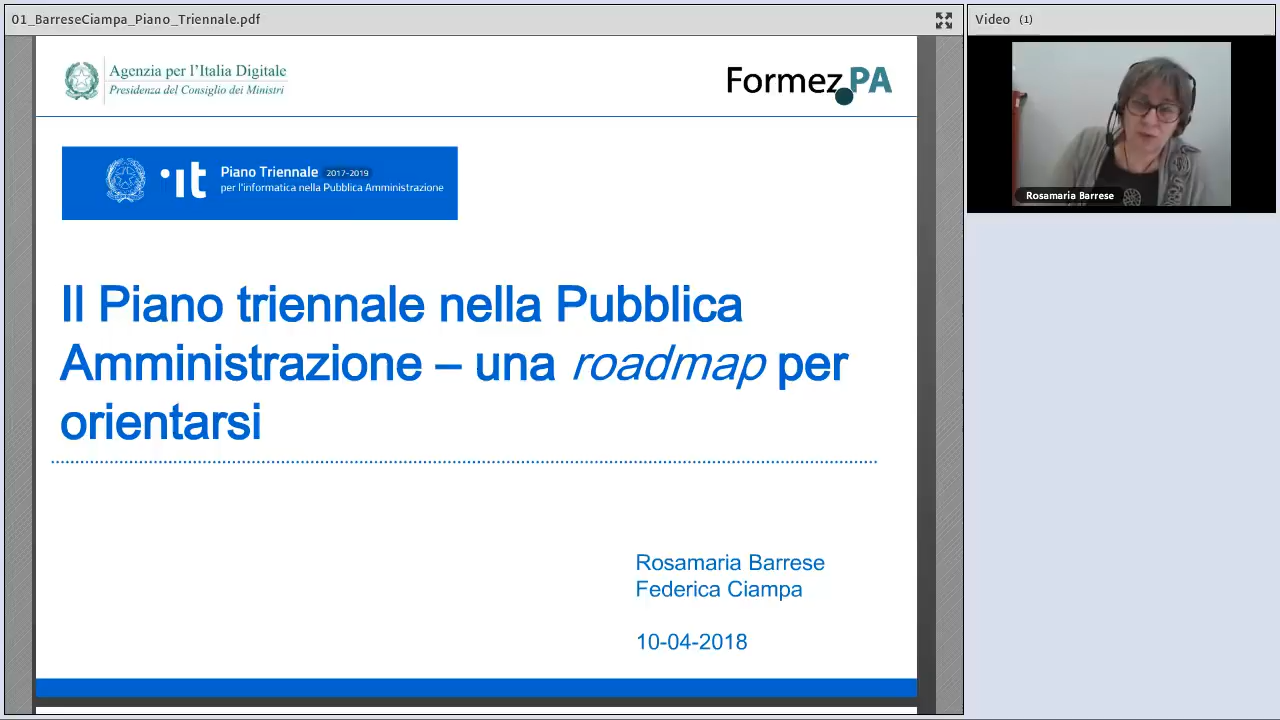 01_BarreseCiampa_Piano_Triennale.pdf
Video (1)
Agenzia per l'Italia Digitale
Presidenza del Consiglio dei Ministri
Formez.PA
Rosamaria Barrese
.it
Piano Triennale 2017-2019
per l'informatica nella Pubblica Amministrazione
Il Piano triennale nella Pubblica
Amministrazione – una roadmap per
orientarsi
Rosamaria Barrese
Federica Ciampa
10-04-2018